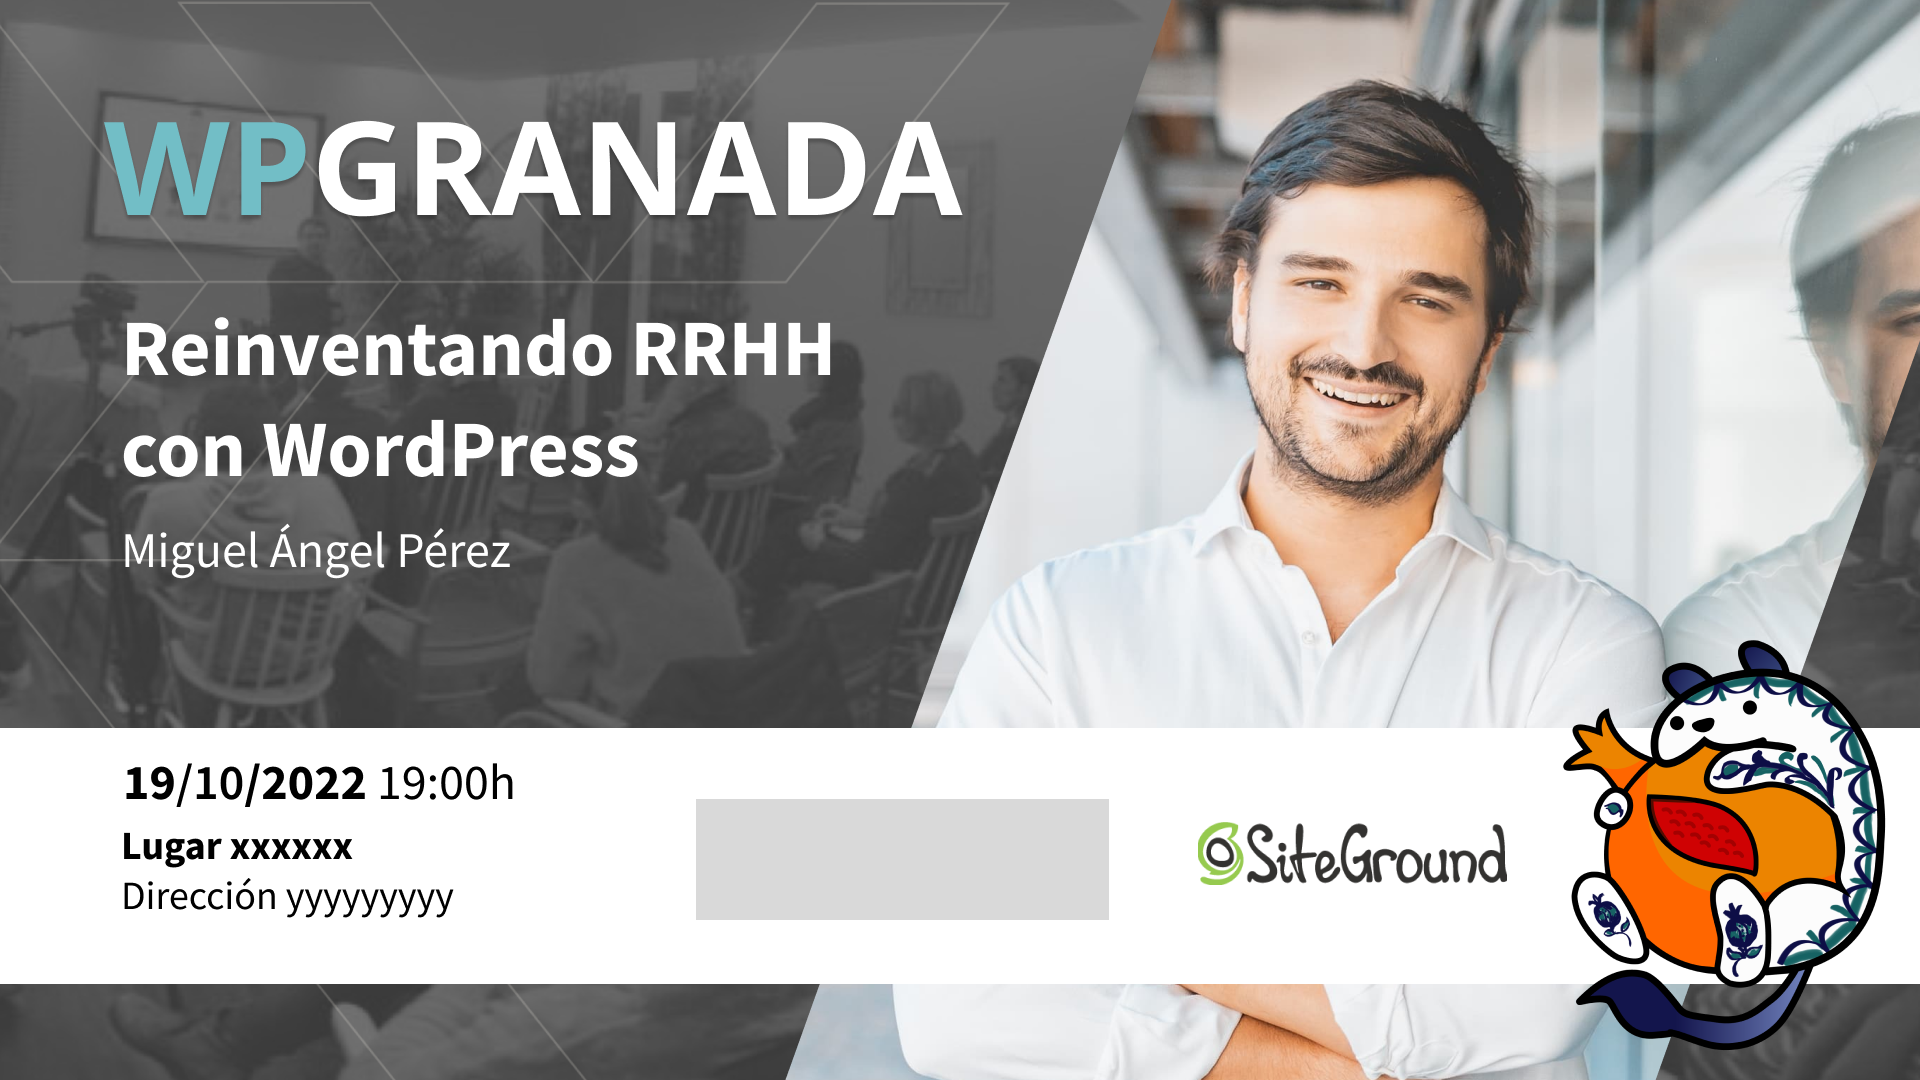 WPGRANADA
Reinventando RRHH
con WordPress
Miguel Ángel Pérez
19/10/2022 19:00h
Lugar xxxxxx
Dirección yyyyyyyyy
SiteGround